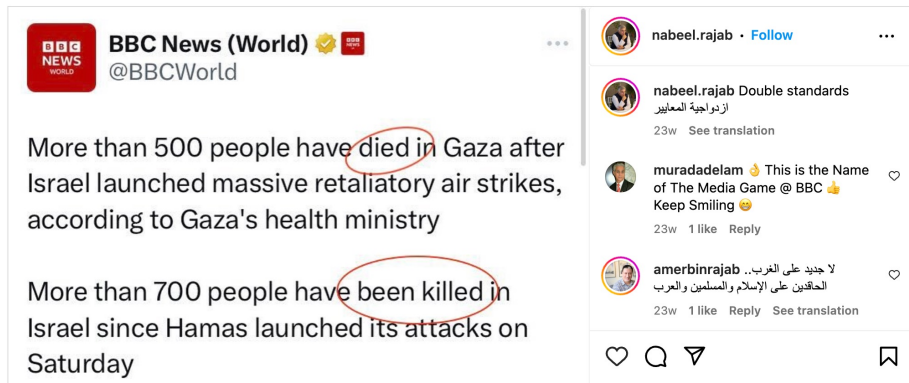 BBC
NEWS
WORLD
BBC News (World)
@BBCWorld
More than 500 people have died in Gaza after
Israel launched massive retaliatory air strikes,
according to Gaza's health ministry
More than 700 people have been killed in
Israel since Hamas launched its attacks on
Saturday
nabeel.rajab • Follow
nabeel.rajab Double standards
ازدواجية المعايير
23w See translation
muradadelam 👌 This is the Name
of The Media Game @ BBC 👍
Keep Smiling 😁
23w 1 like Reply
amerbinrajab لا جديد على الغرب..
الحاقدين على الإسلام والمسلمين والعرب
23w 1 like Reply See translation